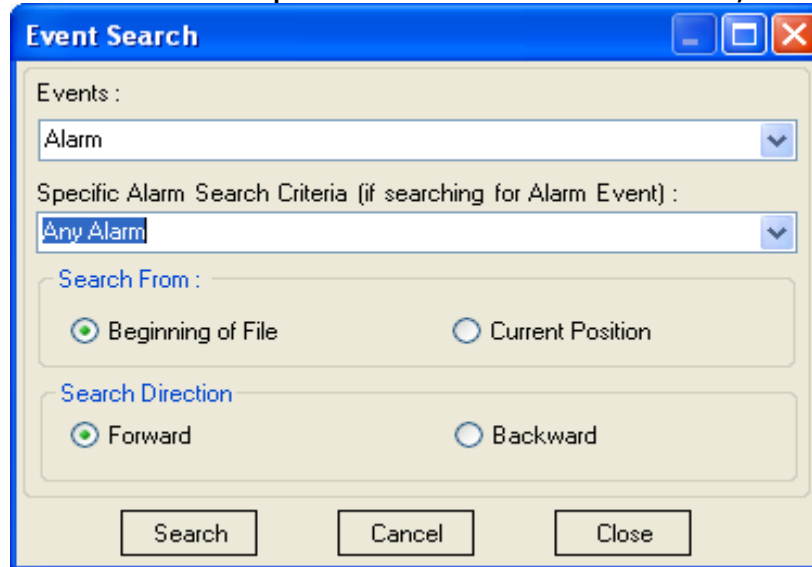 Event Search
Events :
Alarm
Specific Alarm Search Criteria (if searching for Alarm Event) :
Any Alarm
Search From :
Beginning of File Current Position
Search Direction
Forward Backward
Search Cancel Close